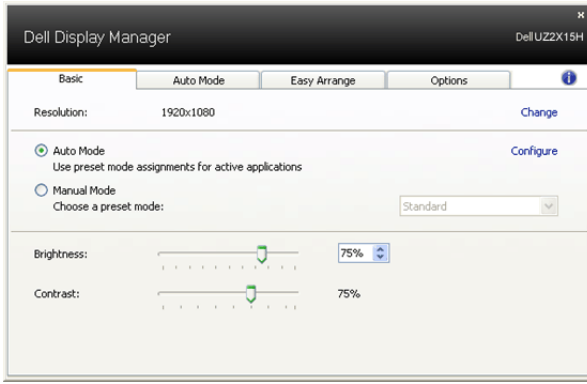 Dell Display Manager
Dell UZ2X15H
Basic
Auto Mode
Easy Arrange
Options
Resolution:
1920x1080
Change
Auto Mode
Configure
Use preset mode assignments for active applications
Manual Mode
Choose a preset mode:
Standard
Brightness:
75%
Contrast:
75%